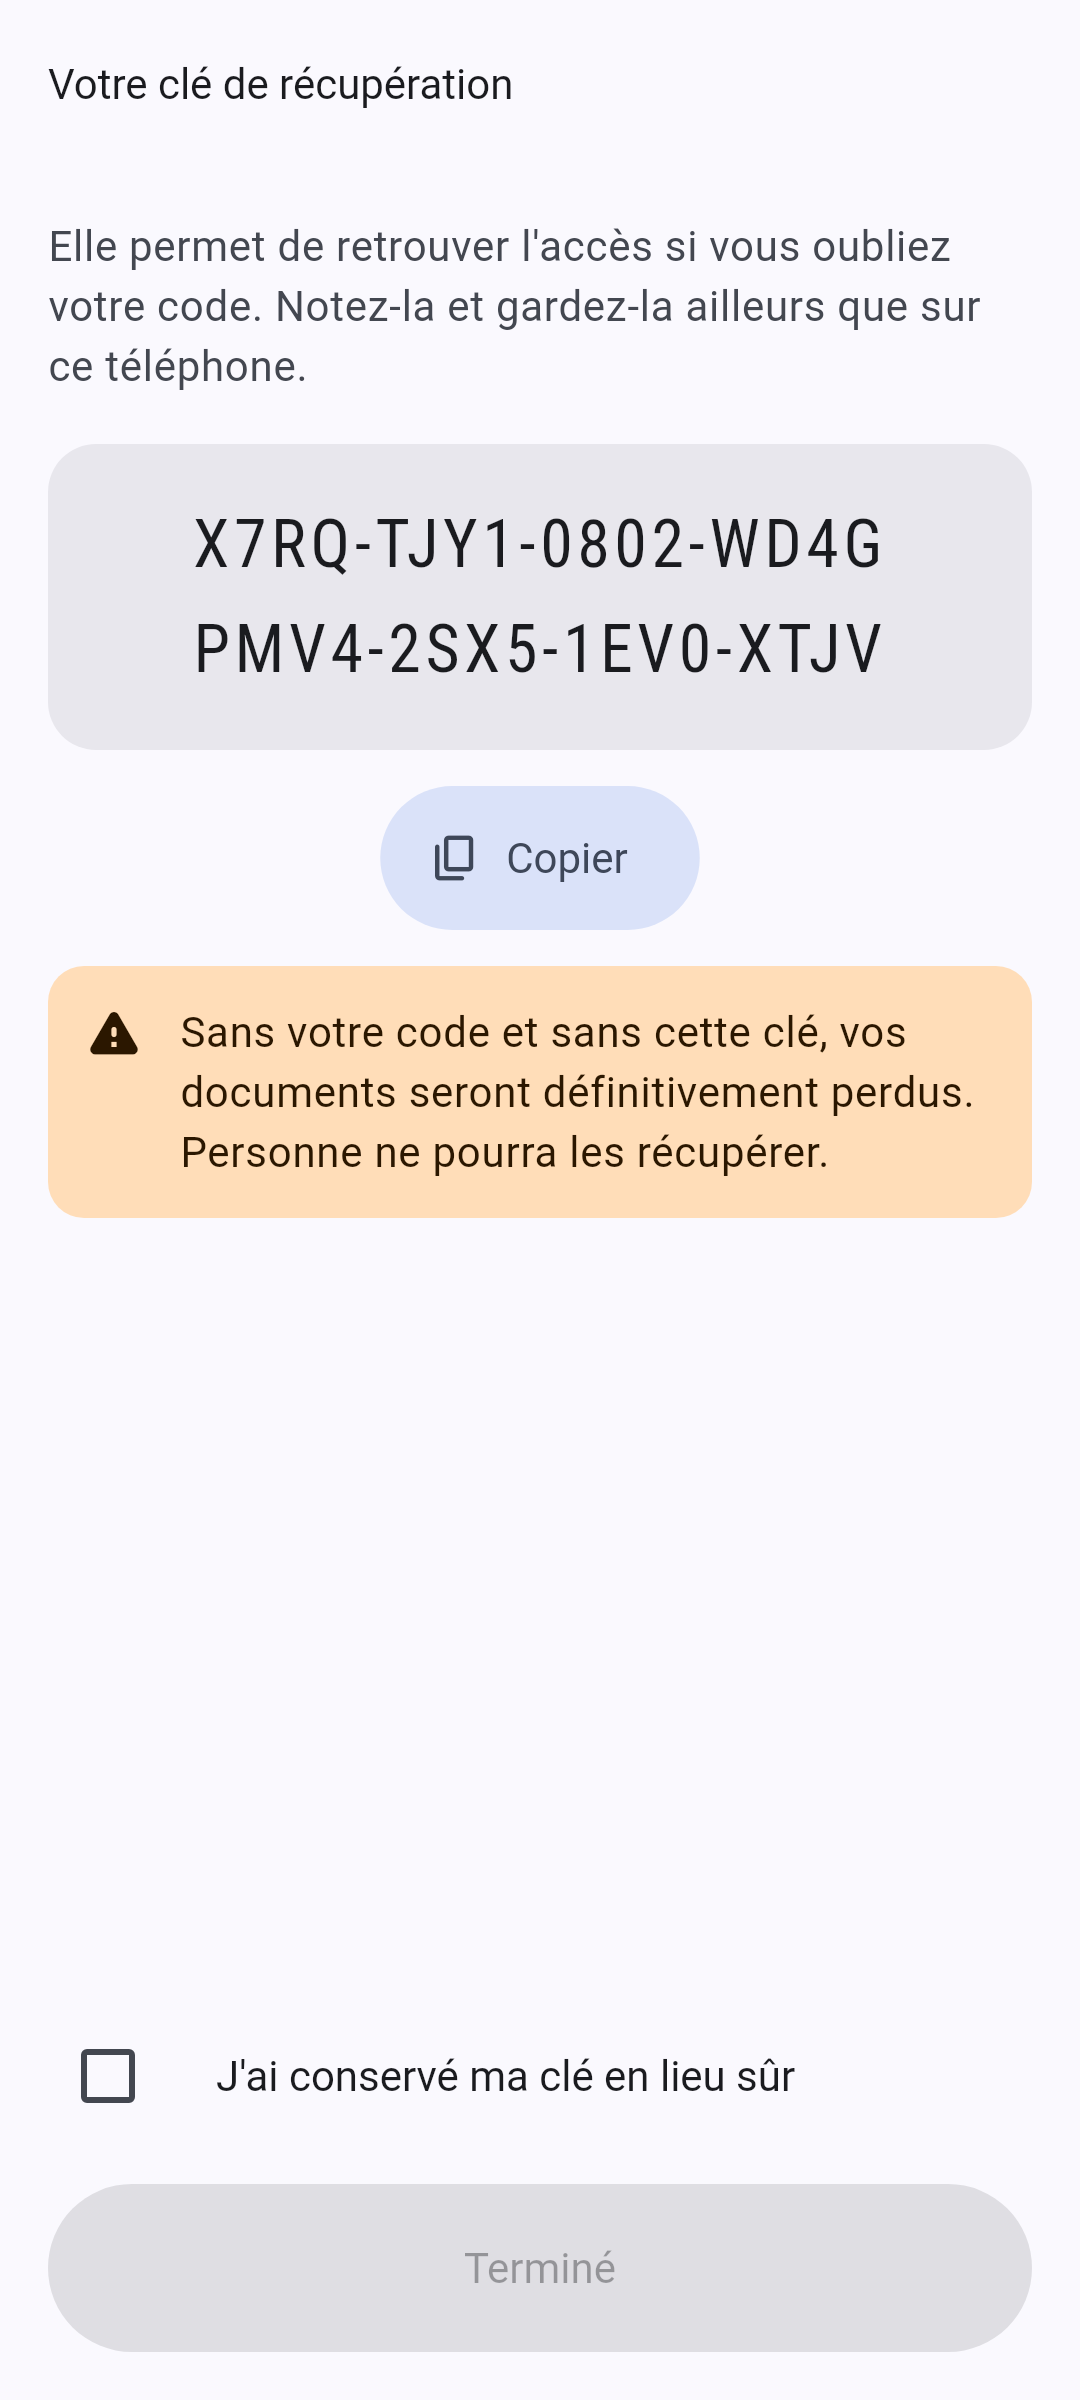 Votre clé de récupération
Elle permet de retrouver l'accès si vous oubliez
votre code. Notez-la et gardez-la ailleurs que sur
ce téléphone.
X7RQ-TJY1-0802-WD4G
PMV4-2SX5-1EV0-XTJV
Copier
Sans votre code et sans cette clé, vos
documents seront définitivement perdus.
Personne ne pourra les récupérer.
J'ai conservé ma clé en lieu sûr
Terminé